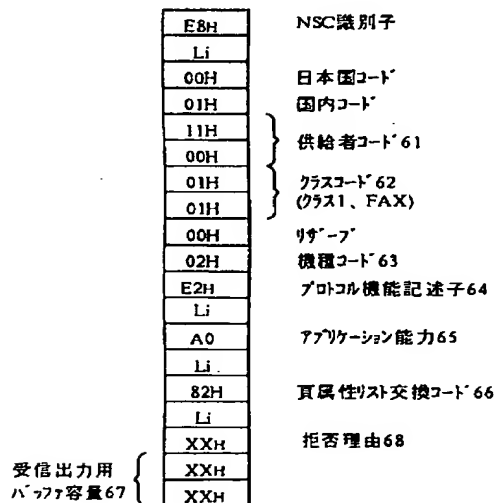 E8H NSC識別子
Li
00H 日本国コード
01H 国内コード
11H
供給者コード61
00H
01H クラスコード62
01H (クラス1、FAX)
00H リザーブ
02H 機種コード63
E2H プロトコル機能記述子64
Li
A0 アプリケーション能力65
Li
82H 頁属性リスト交換コード66
Li
XXH 拒否理由68
受信出力用 XXH
バッファ容量67 XXH